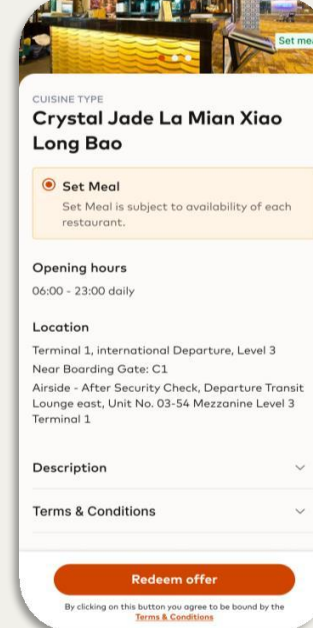 Set mea
CUISINE TYPE
Crystal Jade La Mian Xiao
Long Bao
Set Meal
Set Meal is subject to availability of each
restaurant.
Opening hours
06:00 - 23:00 daily
Location
Terminal 1, international Departure, Level 3
Near Boarding Gate: C1
Airside - After Security Check, Departure Transit
Lounge east, Unit No. 03-54 Mezzanine Level 3
Terminal 1
Description
Terms & Conditions
Redeem offer
By clicking on this button you agree to be bound by the
Terms & Conditions